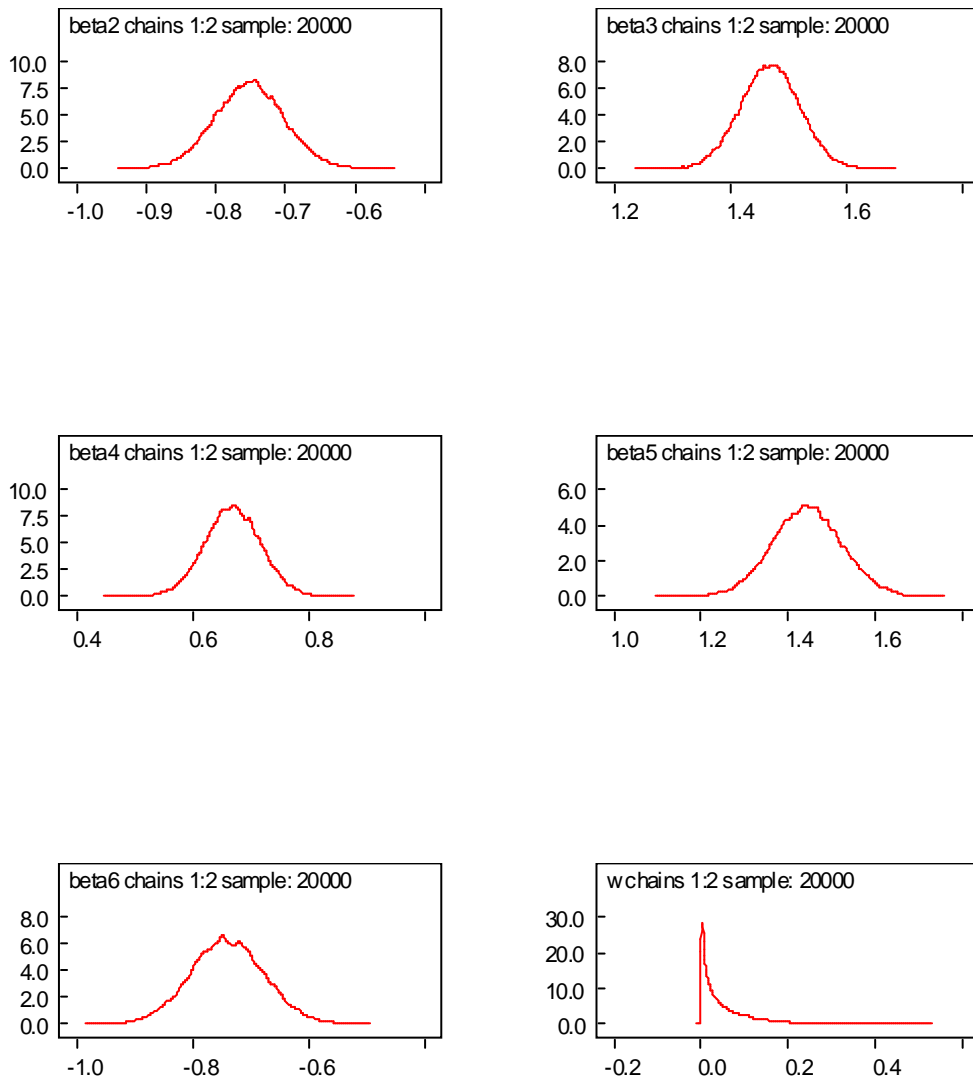 beta2 chains 1:2 sample: 20000
10.0
7.5
5.0
2.5
0.0
-1.0 -0.9 -0.8 -0.7 -0.6
beta3 chains 1:2 sample: 20000
8.0
6.0
4.0
2.0
0.0
1.2 1.4 1.6
beta4 chains 1:2 sample: 20000
10.0
7.5
5.0
2.5
0.0
0.4 0.6 0.8
beta5 chains 1:2 sample: 20000
6.0
4.0
2.0
0.0
1.0 1.2 1.4 1.6
beta6 chains 1:2 sample: 20000
8.0
6.0
4.0
2.0
0.0
-1.0 -0.8 -0.6
w chains 1:2 sample: 20000
30.0
20.0
10.0
0.0
-0.2 0.0 0.2 0.4